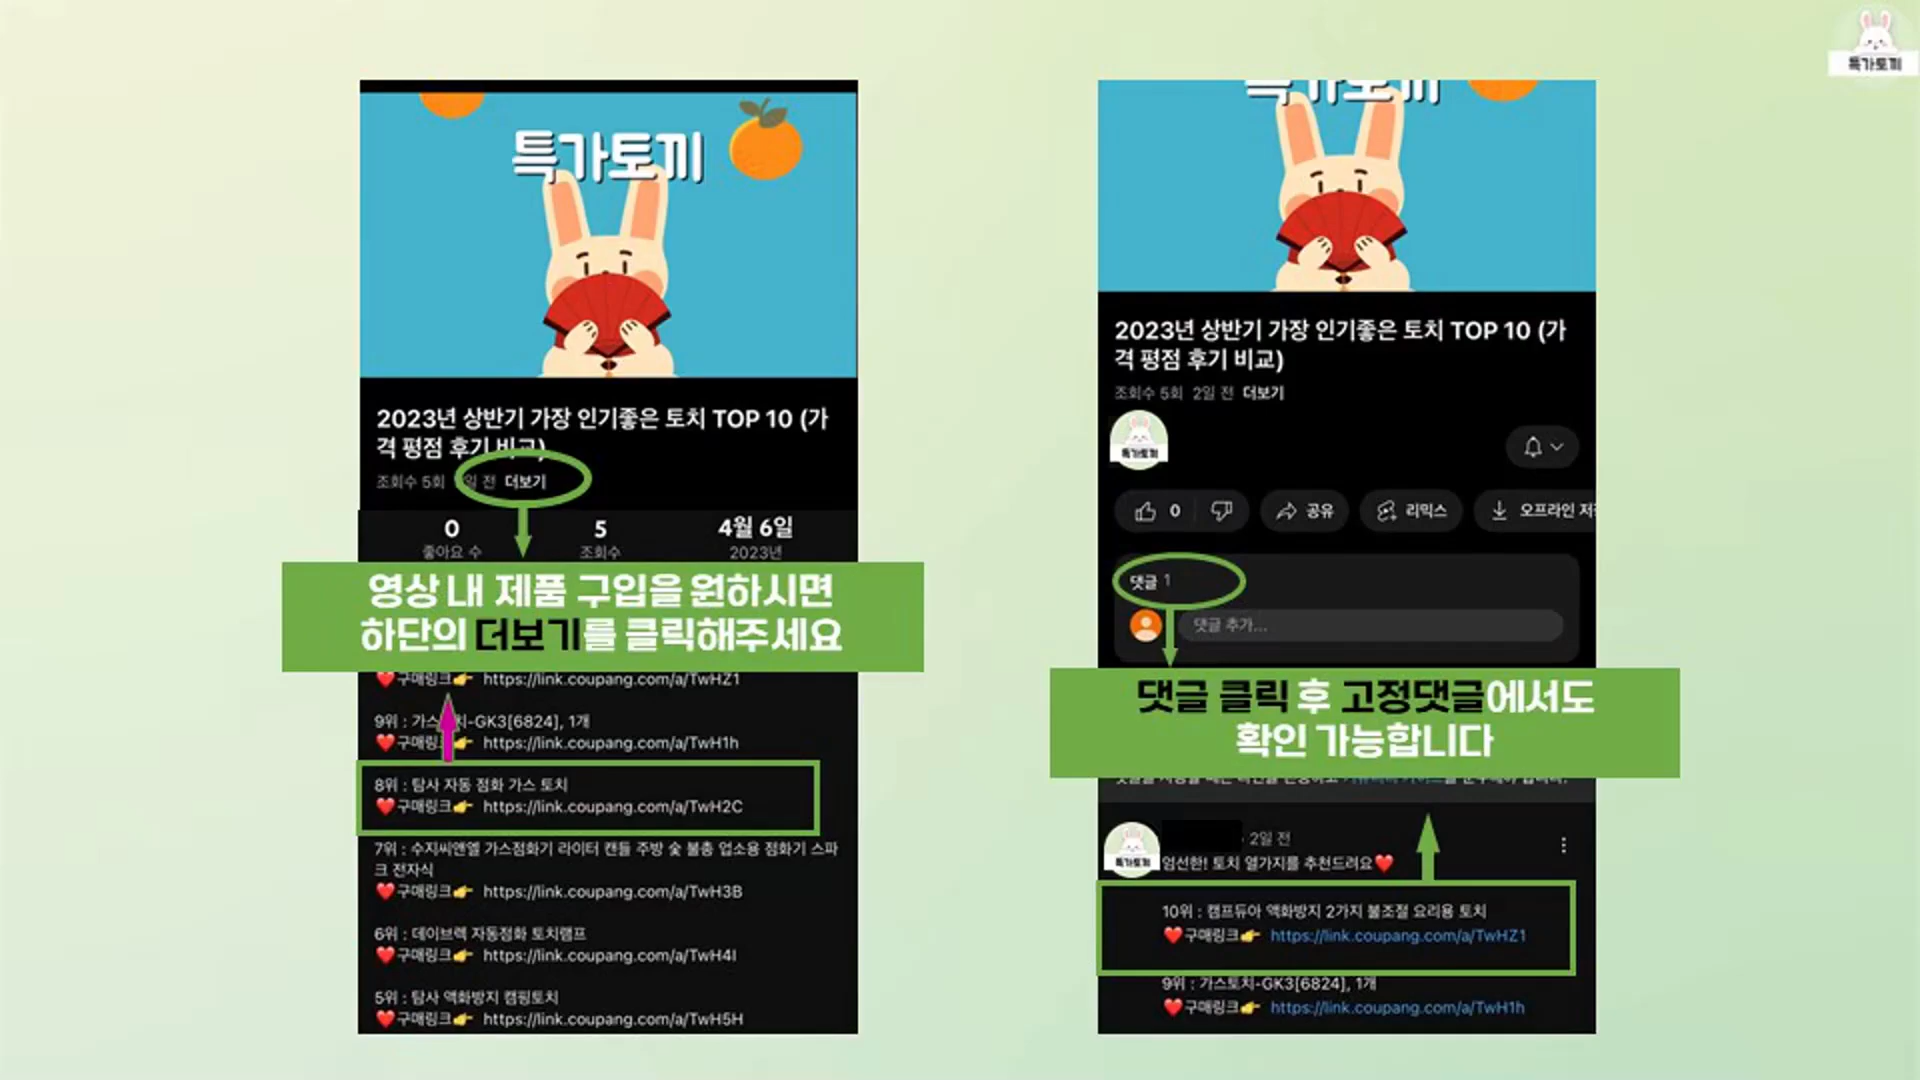 특가토끼
특가토끼
2023년 상반기 가장 인기좋은 토치 TOP 10 (가
격 평점 후기 비교)
조회수 5회 일 전 더보기
0 5 4월 6일
좋아요 수 조회수 2023년
영상 내 제품 구입을 원하시면
하단의 더보기를 클릭해주세요
❤️구매링크👉 https://link.coupang.com/a/TwHZ1
9위 : 가스토치-GK3[6824], 1개
❤️구매링크👉 https://link.coupang.com/a/TwH1h
8위 : 탐사 자동 점화 가스 토치
❤️구매링크👉 https://link.coupang.com/a/TwH2C
7위 : 수지씨앤엘 가스점화기 라이터 캔들 주방 숯 불총 업소용 점화기 스파
크 전자식
❤️구매링크👉 https://link.coupang.com/a/TwH3B
6위 : 데이브렉 자동점화 토치램프
❤️구매링크👉 https://link.coupang.com/a/TwH4I
5위 : 탐사 액화방지 캠핑토치
❤️구매링크👉 https://link.coupang.com/a/TwH5H
특가토끼
2023년 상반기 가장 인기좋은 토치 TOP 10 (가
격 평점 후기 비교)
조회수 5회 2일 전 더보기
특가토끼
0 공유 리믹스 오프라인 저장
댓글 1
댓글 추가...
댓글 클릭 후 고정댓글에서도
확인 가능합니다
특가토끼
· 2일 전
엄선한! 토치 열가지를 추천드려요❤️
10위 : 캠프듀아 액화방지 2가지 불조절 요리용 토치
❤️구매링크👉 https://link.coupang.com/a/TwHZ1
9위 : 가스토치-GK3[6824], 1개
❤️구매링크👉 https://link.coupang.com/a/TwH1h